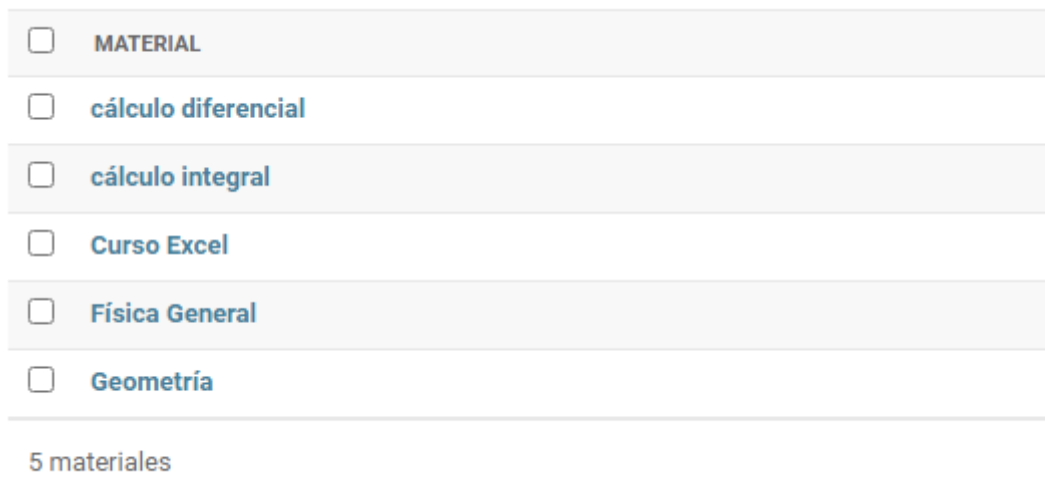 MATERIAL
cálculo diferencial
cálculo integral
Curso Excel
Física General
Geometría
5 materiales